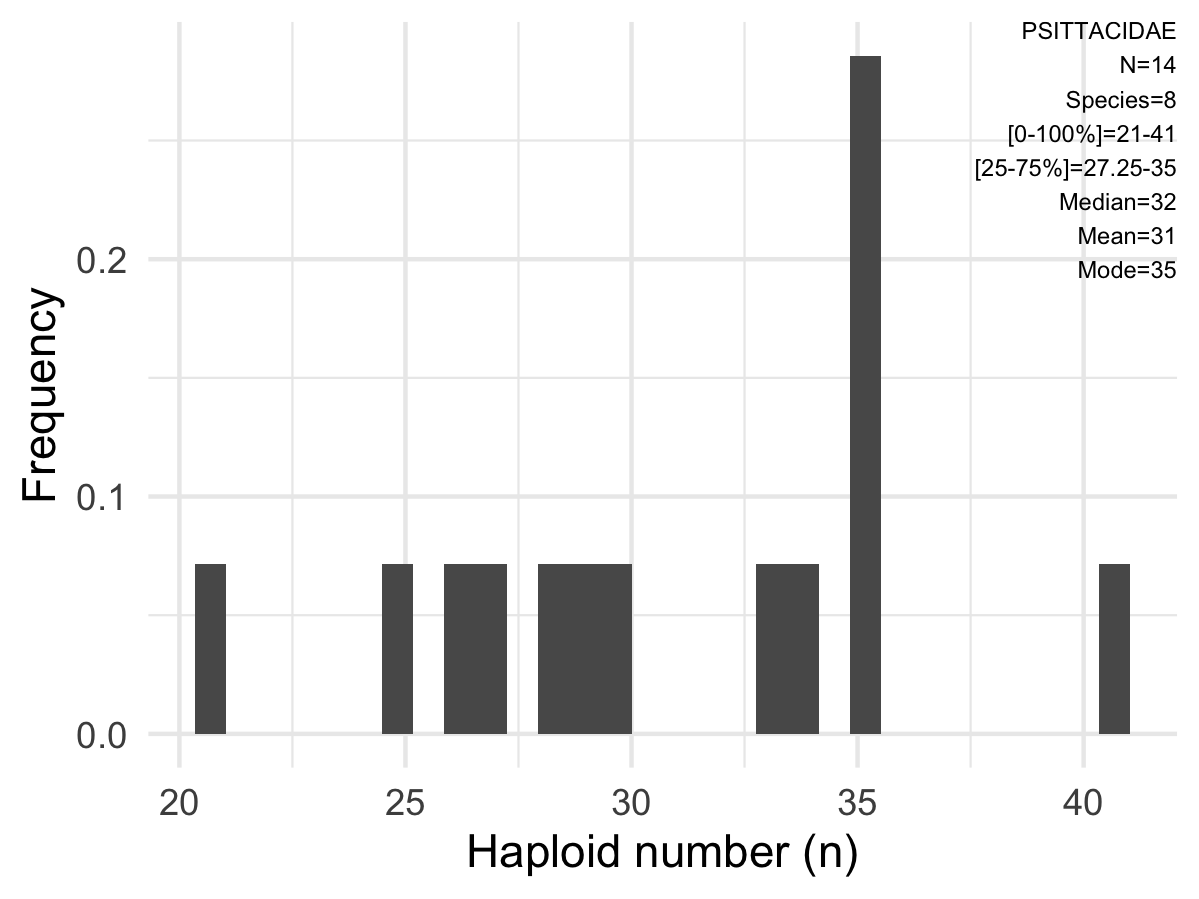 PSITTACIDAE
N=14
Species=8
[0-100%]=21-41
[25-75%]=27.25-35
Median=32
Mean=31
Mode=35
Frequency
0.2
0.1
0.0
20 25 30 35 40
Haploid number (n)